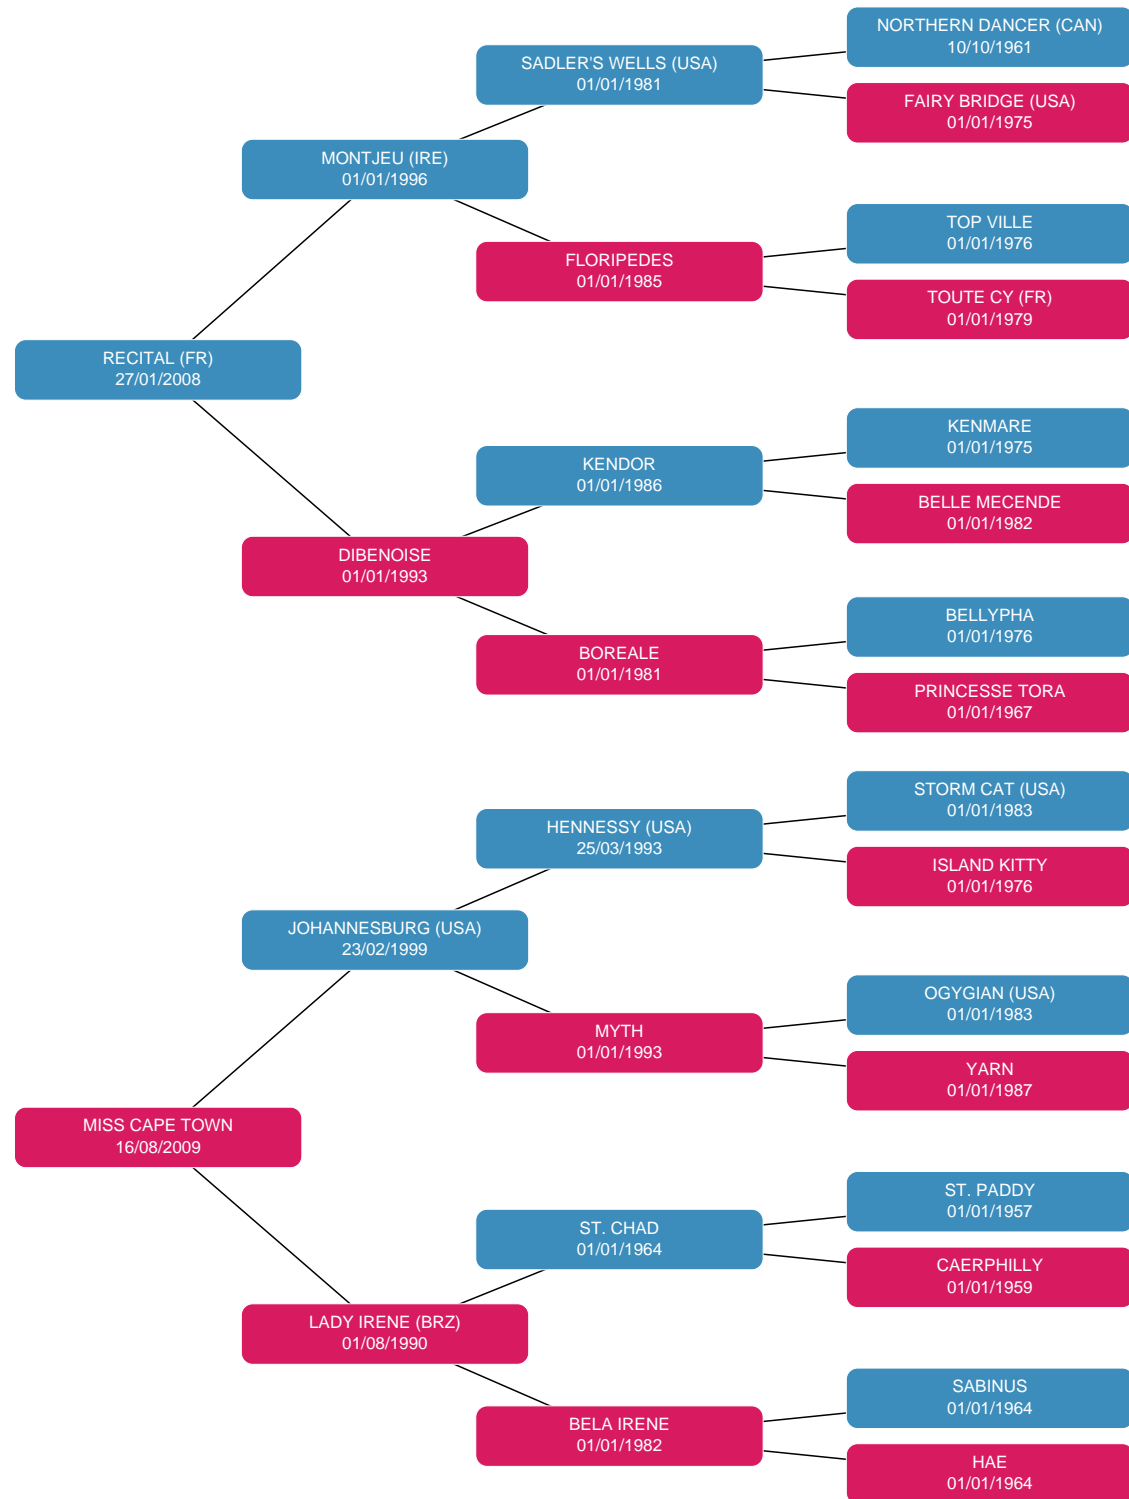 NORTHERN DANCER (CAN)
10/10/1961
SADLER'S WELLS (USA)
01/01/1981
FAIRY BRIDGE (USA)
01/01/1975
MONTJEU (IRE)
01/01/1996
TOP VILLE
01/01/1976
FLORIPEDES
01/01/1985
TOUTE CY (FR)
01/01/1979
RECITAL (FR)
27/01/2008
KENMARE
01/01/1975
KENDOR
01/01/1986
BELLE MECENDE
01/01/1982
DIBENOISE
01/01/1993
BELLYPHA
01/01/1976
BOREALE
01/01/1981
PRINCESSE TORA
01/01/1967
STORM CAT (USA)
01/01/1983
HENNESSY (USA)
25/03/1993
ISLAND KITTY
01/01/1976
JOHANNESBURG (USA)
23/02/1999
OGYGIAN (USA)
01/01/1983
MYTH
01/01/1993
YARN
01/01/1987
MISS CAPE TOWN
16/08/2009
ST. PADDY
01/01/1957
ST. CHAD
01/01/1964
CAERPHILLY
01/01/1959
LADY IRENE (BRZ)
01/08/1990
SABINUS
01/01/1964
BELA IRENE
01/01/1982
HAE
01/01/1964